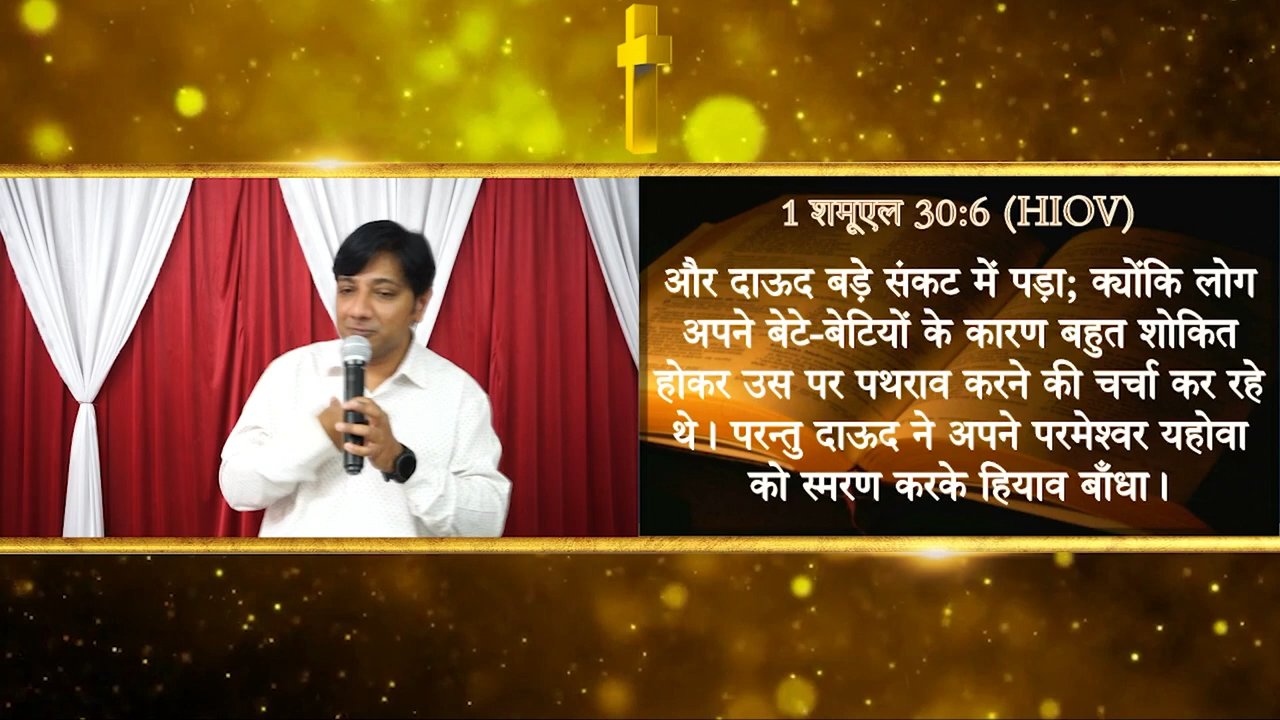 1 शमूएल 30:6 (HIOV)
और दाऊद बड़े संकट में पड़ा; क्योंकि लोग
अपने बेटे-बेटियों के कारण बहुत शोकित
होकर उस पर पथराव करने की चर्चा कर रहे
थे। परन्तु दाऊद ने अपने परमेश्वर यहोवा
को स्मरण करके हियाव बाँधा।